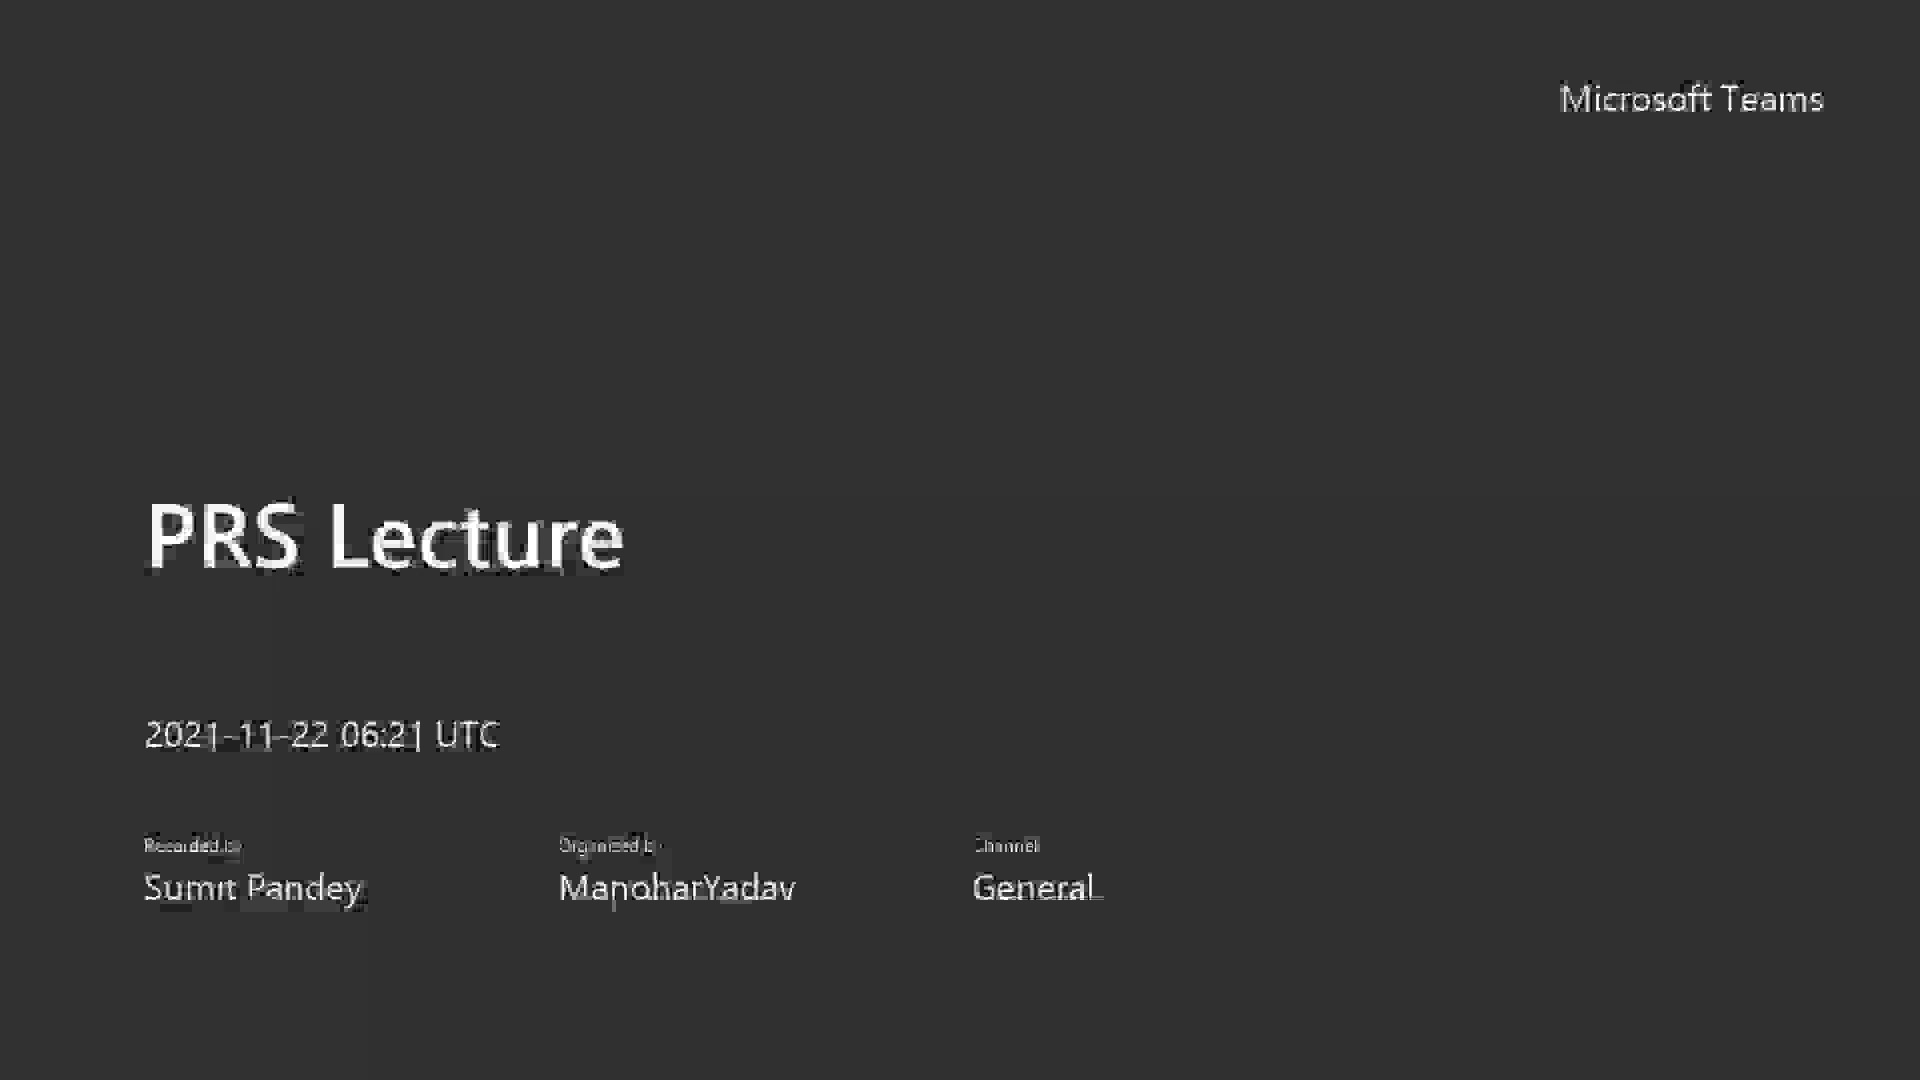 Microsoft Teams
PRS Lecture
2021-11-22 06:21 UTC
Recorded by
Organized by
Channel
Sumit Pandey
ManoharYadav
General